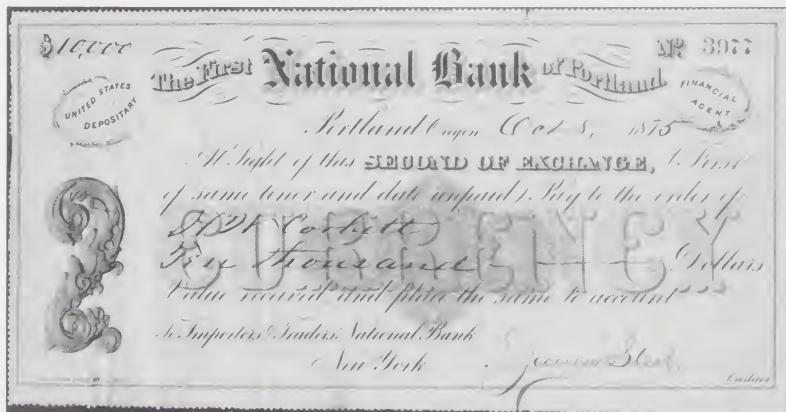 $10,000
Nº 3977
The First National Bank of Portland.
UNITED STATES DEPOSITARY
FINANCIAL AGENT
Portland Oregon Oct 8, 1875
At Sight of this SECOND OF EXCHANGE, (First
of same tenor and date unpaid) Pay to the order of
H W Corbett
Ten thousand Dollars
Value received and place the same to account
CURRENCY
To Importers & Traders National Bank
New York
James Steel
Cashier